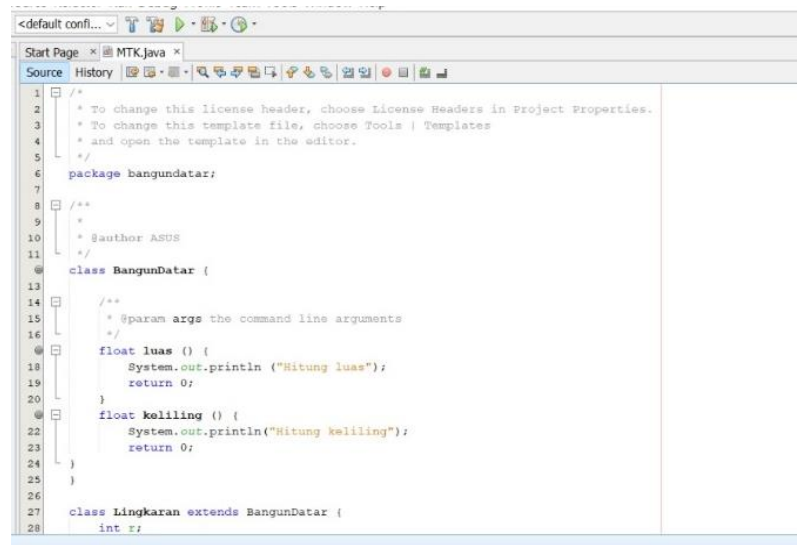 <default confi...
Start Page × MTK.java ×
Source History
1 /*
2 * To change this license header, choose License Headers in Project Properties.
3 * To change this template file, choose Tools | Templates
4 * and open the template in the editor.
5 */
6 package bangundatar;
7
8 /**
9 *
10 * @author ASUS
11 */
class BangunDatar {
13
14 /**
15 * @param args the command line arguments
16 */
float luas () {
18 System.out.println ("Hitung luas");
19 return 0;
20 }
float keliling () {
22 System.out.println("Hitung keliling");
23 return 0;
24 }
25 }
26
27 class Lingkaran extends BangunDatar {
28 int r;